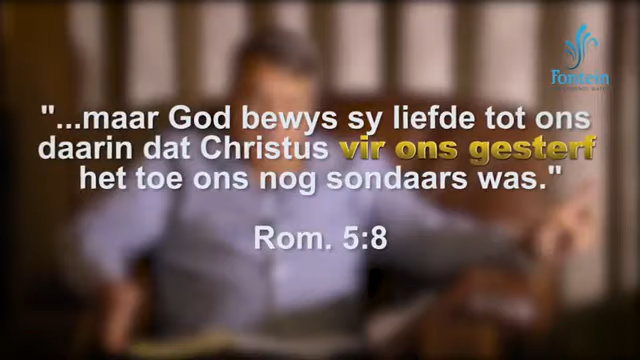 Fontem
"...maar God bewys sy liefde tot ons
daarin dat Christus vir ons gesterf
het toe ons nog sondaars was."
Rom. 5:8